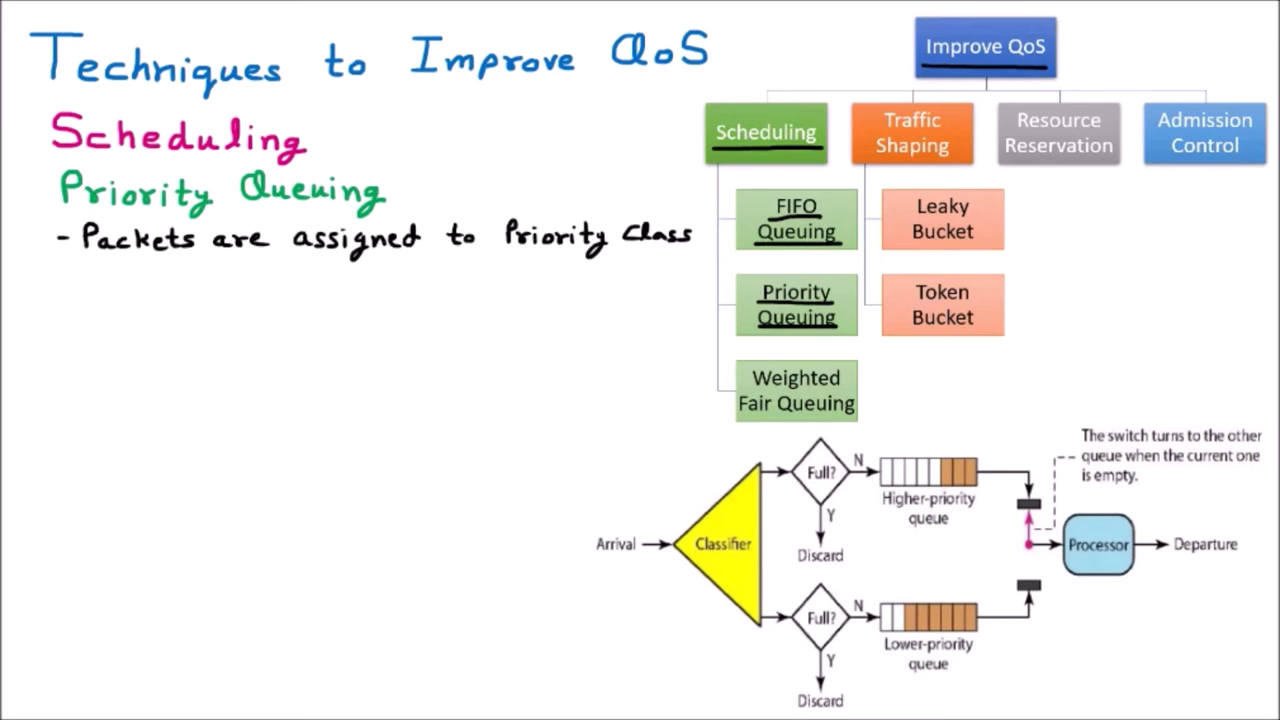 Techniques to Improve QoS
Scheduling
Priority Queuing
- Packets are assigned to Priority Class
Improve QoS
Scheduling
Traffic
Shaping
Resource
Reservation
Admission
Control
FIFO
Queuing
Leaky
Bucket
Priority
Queuing
Token
Bucket
Weighted
Fair Queuing
The switch turns to the other
queue when the current one
is empty.
Arrival
Classifier
Full?
N
Y
Discard
Higher-priority
queue
Processor
Departure
Full?
N
Y
Discard
Lower-priority
queue